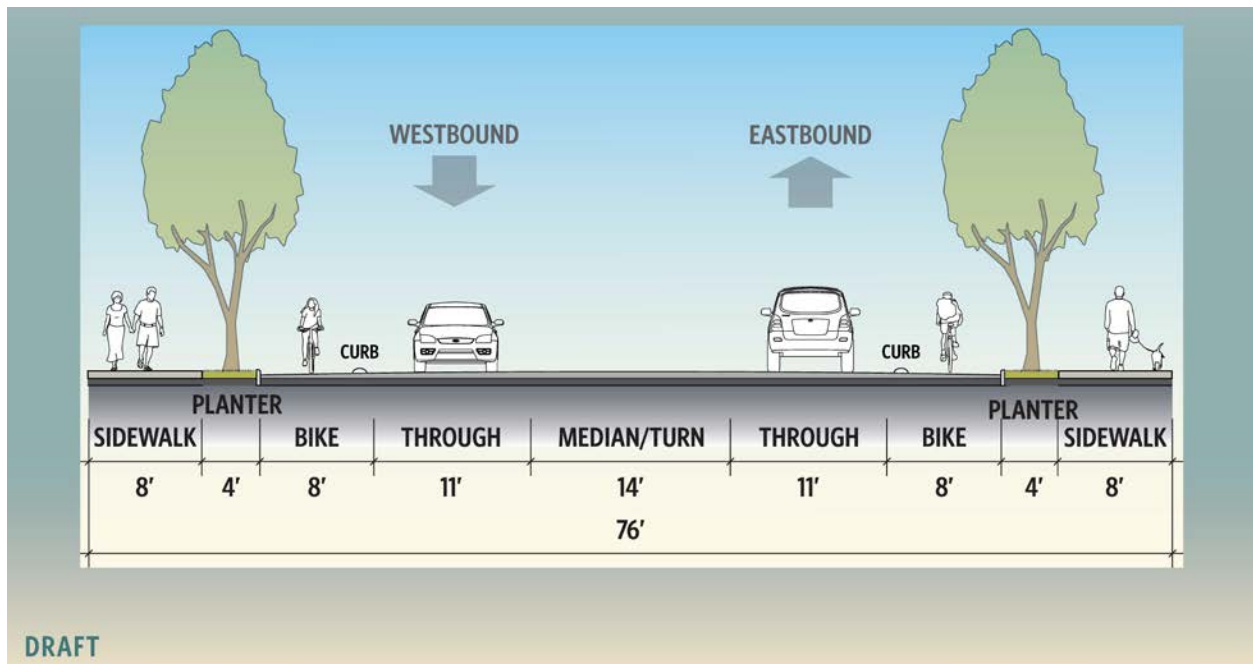 WESTBOUND
EASTBOUND
CURB
CURB
PLANTER
PLANTER
SIDEWALK
BIKE
THROUGH
MEDIAN/TURN
THROUGH
BIKE
SIDEWALK
8′
4′
8′
11′
14′
11′
8′
4′
8′
76′
DRAFT